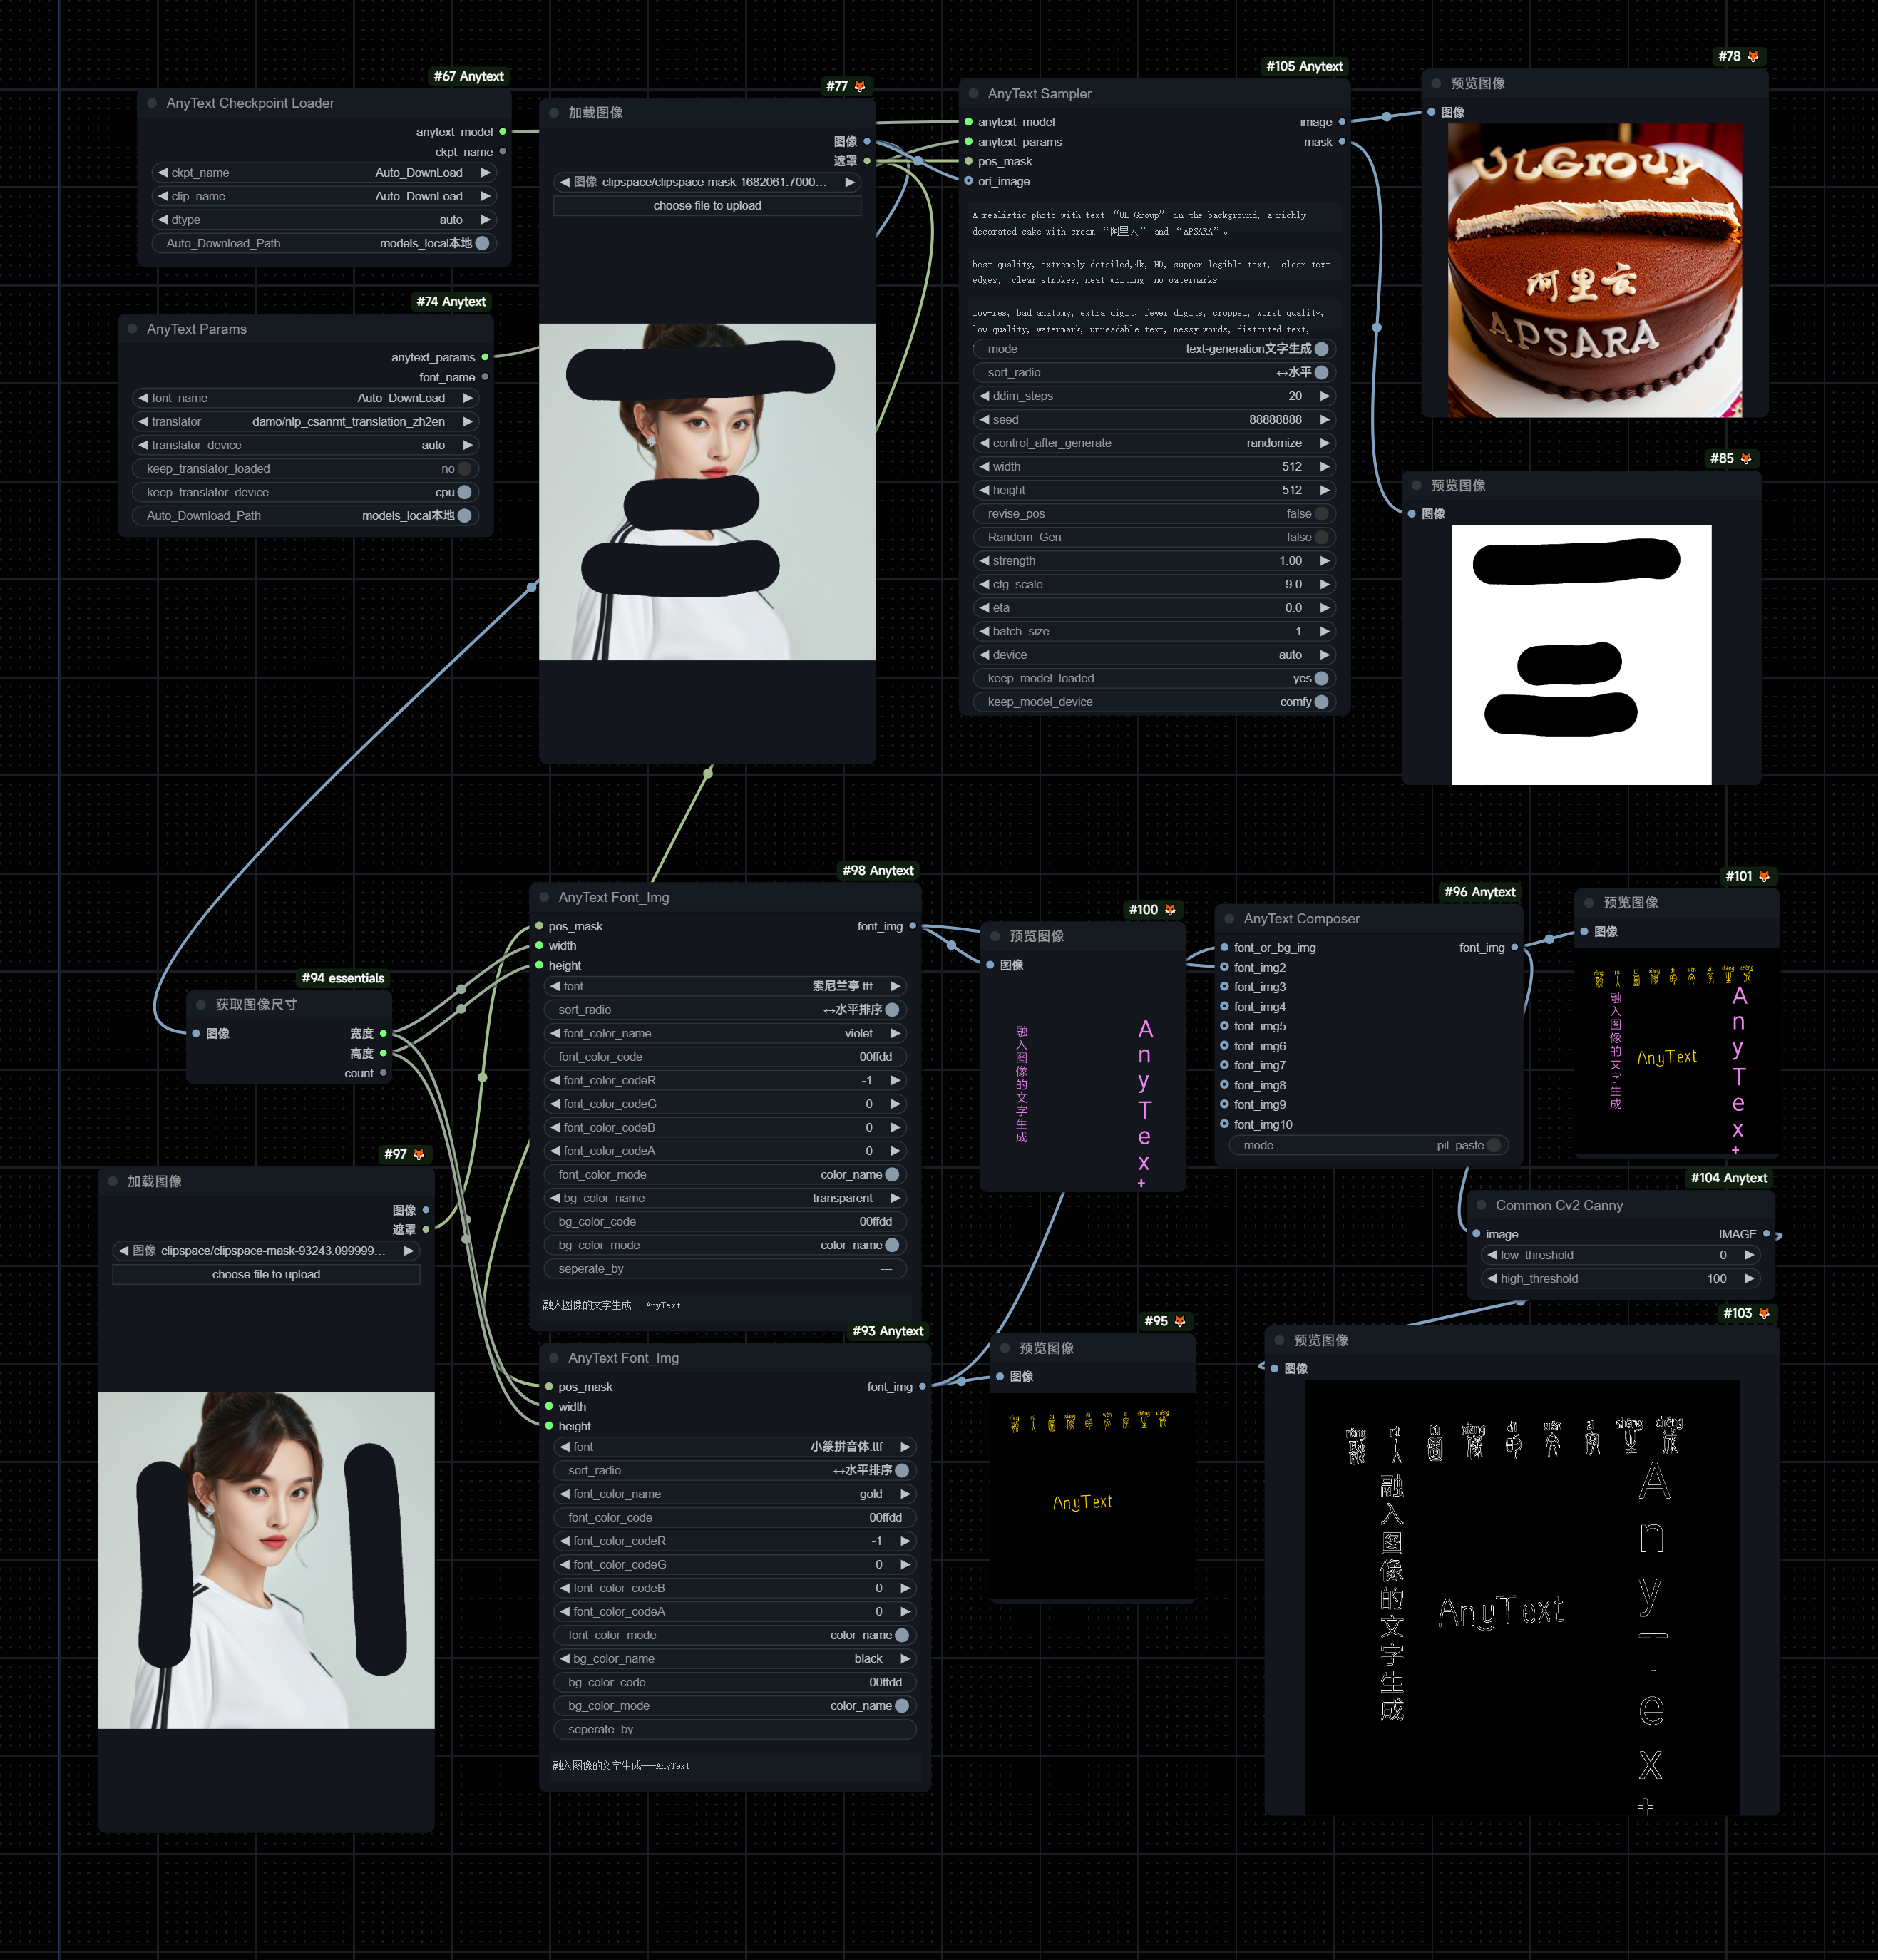 #67 Anytext
AnyText Checkpoint Loader
anytext_model
ckpt_name
ckpt_name Auto_DownLoad
clip_name Auto_DownLoad
dtype auto
Auto_Download_Path models_local本地
#74 Anytext
AnyText Params
anytext_params
font_name
font_name Auto_DownLoad
translator damo/nlp_csanmt_translation_zh2en
translator_device auto
keep_translator_loaded no
keep_translator_device cpu
Auto_Download_Path models_local本地
#77
加载图像
图像
遮罩
图像 clipspace/clipspace-mask-1682061.7000...
choose file to upload
#105 Anytext
AnyText Sampler
anytext_model image
anytext_params mask
pos_mask
ori_image
A realistic photo with text “UL Group” in the background, a richly
decorated cake with cream “阿里云” and “APSARA”。
best quality, extremely detailed,4k, HD, supper legible text, clear text
edges, clear strokes, neat writing, no watermarks
low-res, bad anatomy, extra digit, fewer digits, cropped, worst quality,
low quality, watermark, unreadable text, messy words, distorted text,
mode text-generation文字生成
sort_radio ↔水平
ddim_steps 20
seed 88888888
control_after_generate randomize
width 512
height 512
revise_pos false
Random_Gen false
strength 1.00
cfg_scale 9.0
eta 0.0
batch_size 1
device auto
keep_model_loaded yes
keep_model_device comfy
#78
预览图像
图像
ULGrouy
阿里云
APSARA
#85
预览图像
图像
#94 essentials
获取图像尺寸
图像 宽度
高度
count
#97
加载图像
图像
遮罩
图像 clipspace/clipspace-mask-93243.099999...
choose file to upload
#98 Anytext
AnyText Font_Img
pos_mask font_img
width
height
font 索尼兰亭.ttf
sort_radio ↔水平排序
font_color_name violet
font_color_code 00ffdd
font_color_codeR -1
font_color_codeG 0
font_color_codeB 0
font_color_codeA 0
font_color_mode color_name
bg_color_name transparent
bg_color_code 00ffdd
bg_color_mode color_name
seperate_by ---
融入图像的文字生成---AnyText
#93 Anytext
AnyText Font_Img
pos_mask font_img
width
height
font 小篆拼音体.ttf
sort_radio ↔水平排序
font_color_name gold
font_color_code 00ffdd
font_color_codeR -1
font_color_codeG 0
font_color_codeB 0
font_color_codeA 0
font_color_mode color_name
bg_color_name black
bg_color_code 00ffdd
bg_color_mode color_name
seperate_by ---
融入图像的文字生成---AnyText
#100
预览图像
图像
融入图像的文字生成
AnyText
#96 Anytext
AnyText Composer
font_or_bg_img font_img
font_img2
font_img3
font_img4
font_img5
font_img6
font_img7
font_img8
font_img9
font_img10
mode pil_paste
#101
预览图像
图像
融入图像的文字生成
AnyText
AnyText
#104 Anytext
Common Cv2 Canny
image IMAGE
low_threshold 0
high_threshold 100
#95
预览图像
图像
AnyText
#103
预览图像
图像
róng rù tú xiàng dí wén zì shēng chéng
融入圖像的文字生成
融入图像的文字生成
AnyText
AnyText